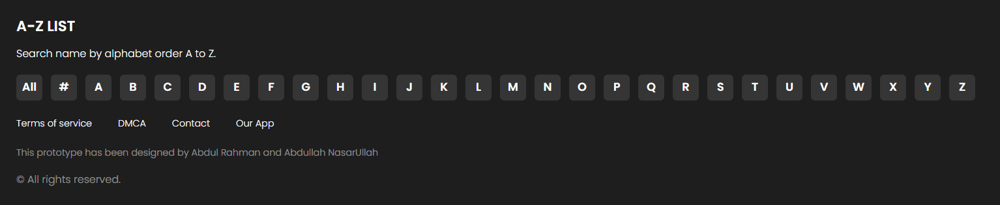 A-Z LIST
Search name by alphabet order A to Z.
All # A B C D E F G H I J K L M N O P Q R S T U V W X Y Z
Terms of service DMCA Contact Our App
This prototype has been designed by Abdul Rahman and Abdullah NasarUllah
© All rights reserved.